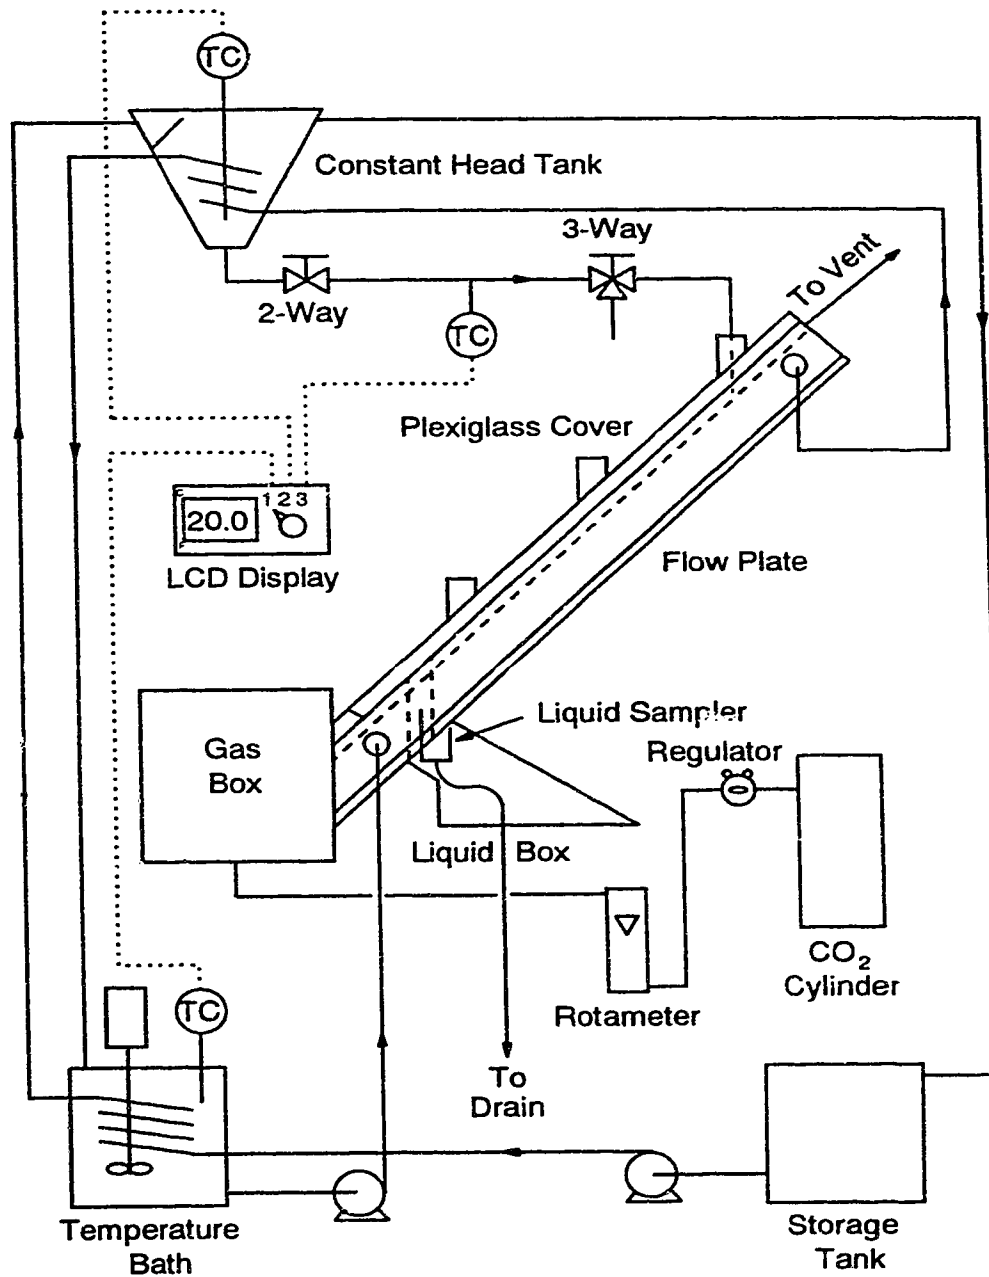 TC
Constant Head Tank
3-Way
To Vent
2-Way
TC
Plexiglass Cover
1 2 3
20.0
LCD Display
Flow Plate
Liquid Sampler
Regulator
Gas
Box
Liquid Box
CO₂
Cylinder
TC
Rotameter
To
Drain
Temperature
Bath
Storage
Tank